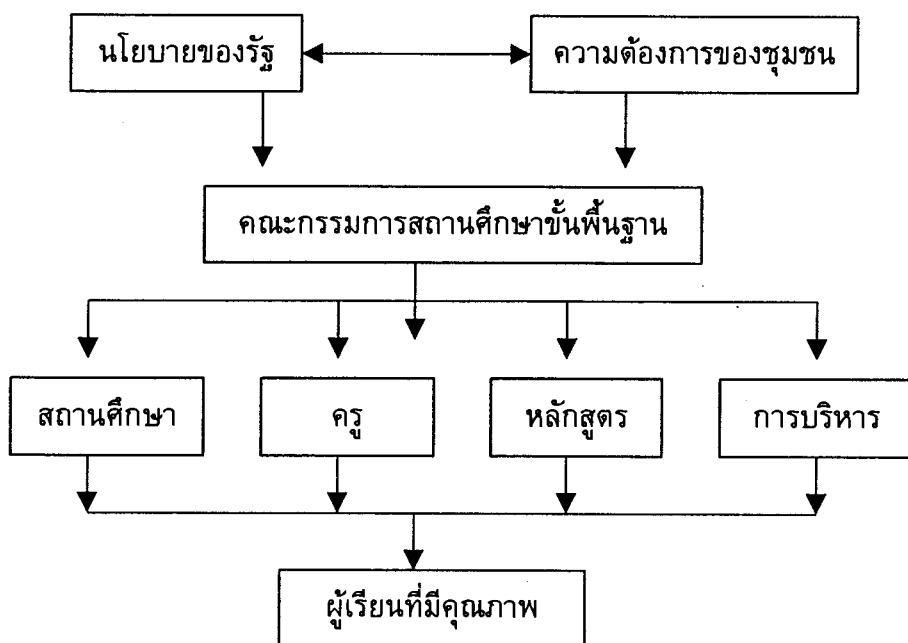 นโยบายของรัฐ
ความต้องการของชุมชน
คณะกรรมการสถานศึกษาขั้นพื้นฐาน
สถานศึกษา
ครู
หลักสูตร
การบริหาร
ผู้เรียนที่มีคุณภาพ